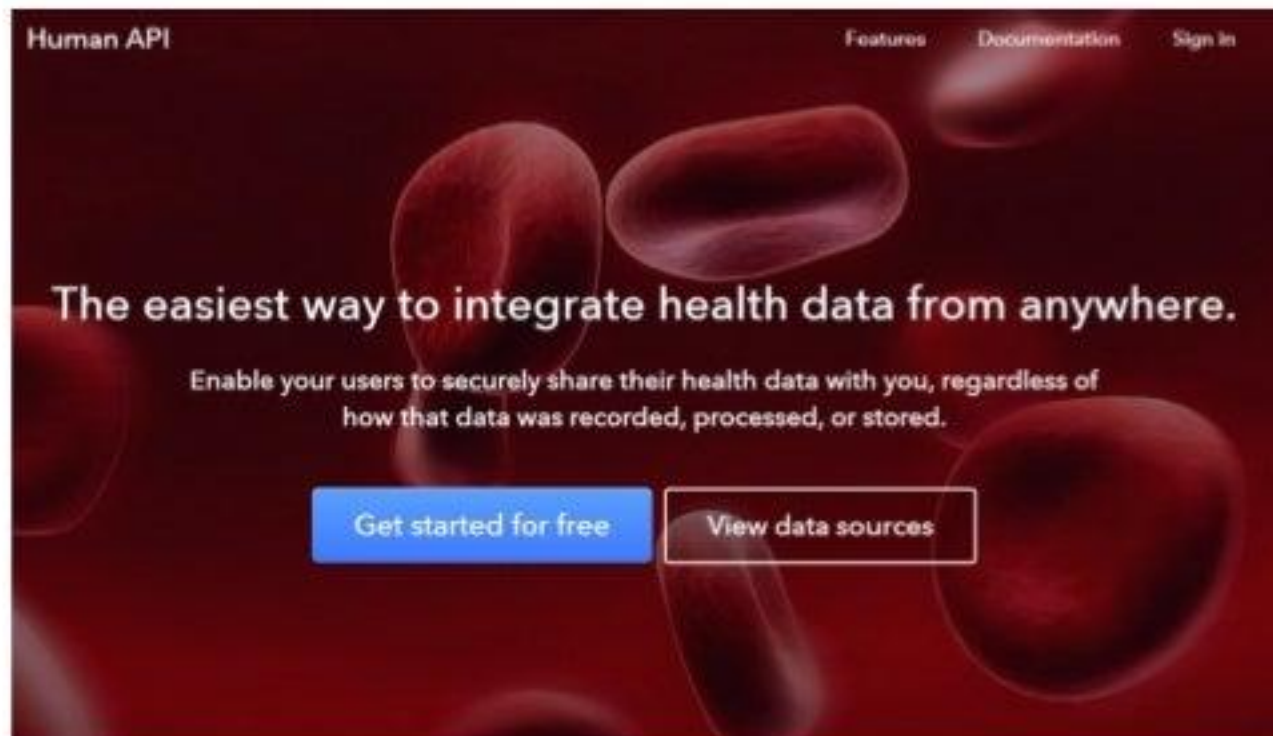 Human API
Features Documentation Sign in
The easiest way to integrate health data from anywhere.
Enable your users to securely share their health data with you, regardless of
how that data was recorded, processed, or stored.
Get started for free
View data sources